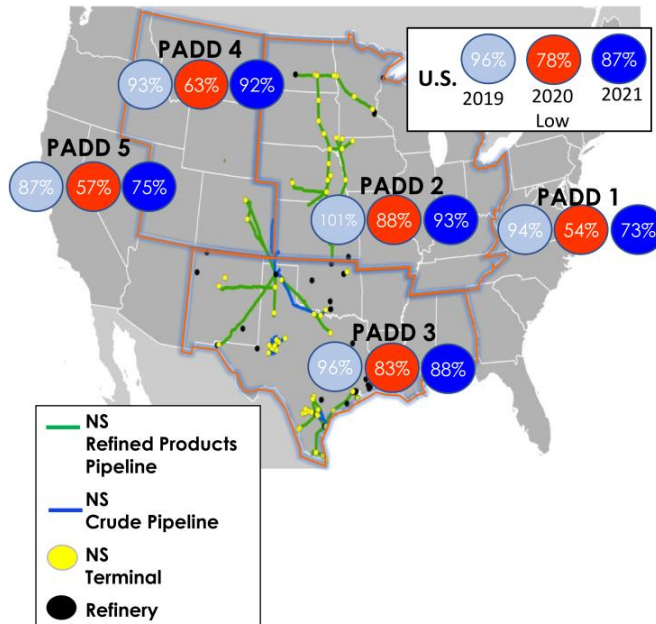 PADD 4
93% 63% 92%
U.S. 96% 78% 87%
2019 2020 2021
Low
PADD 5
87% 57% 75%
PADD 2
101% 88% 93%
PADD 1
94% 54% 73%
PADD 3
96% 83% 88%
NS
Refined Products
Pipeline
NS
Crude Pipeline
NS
Terminal
Refinery